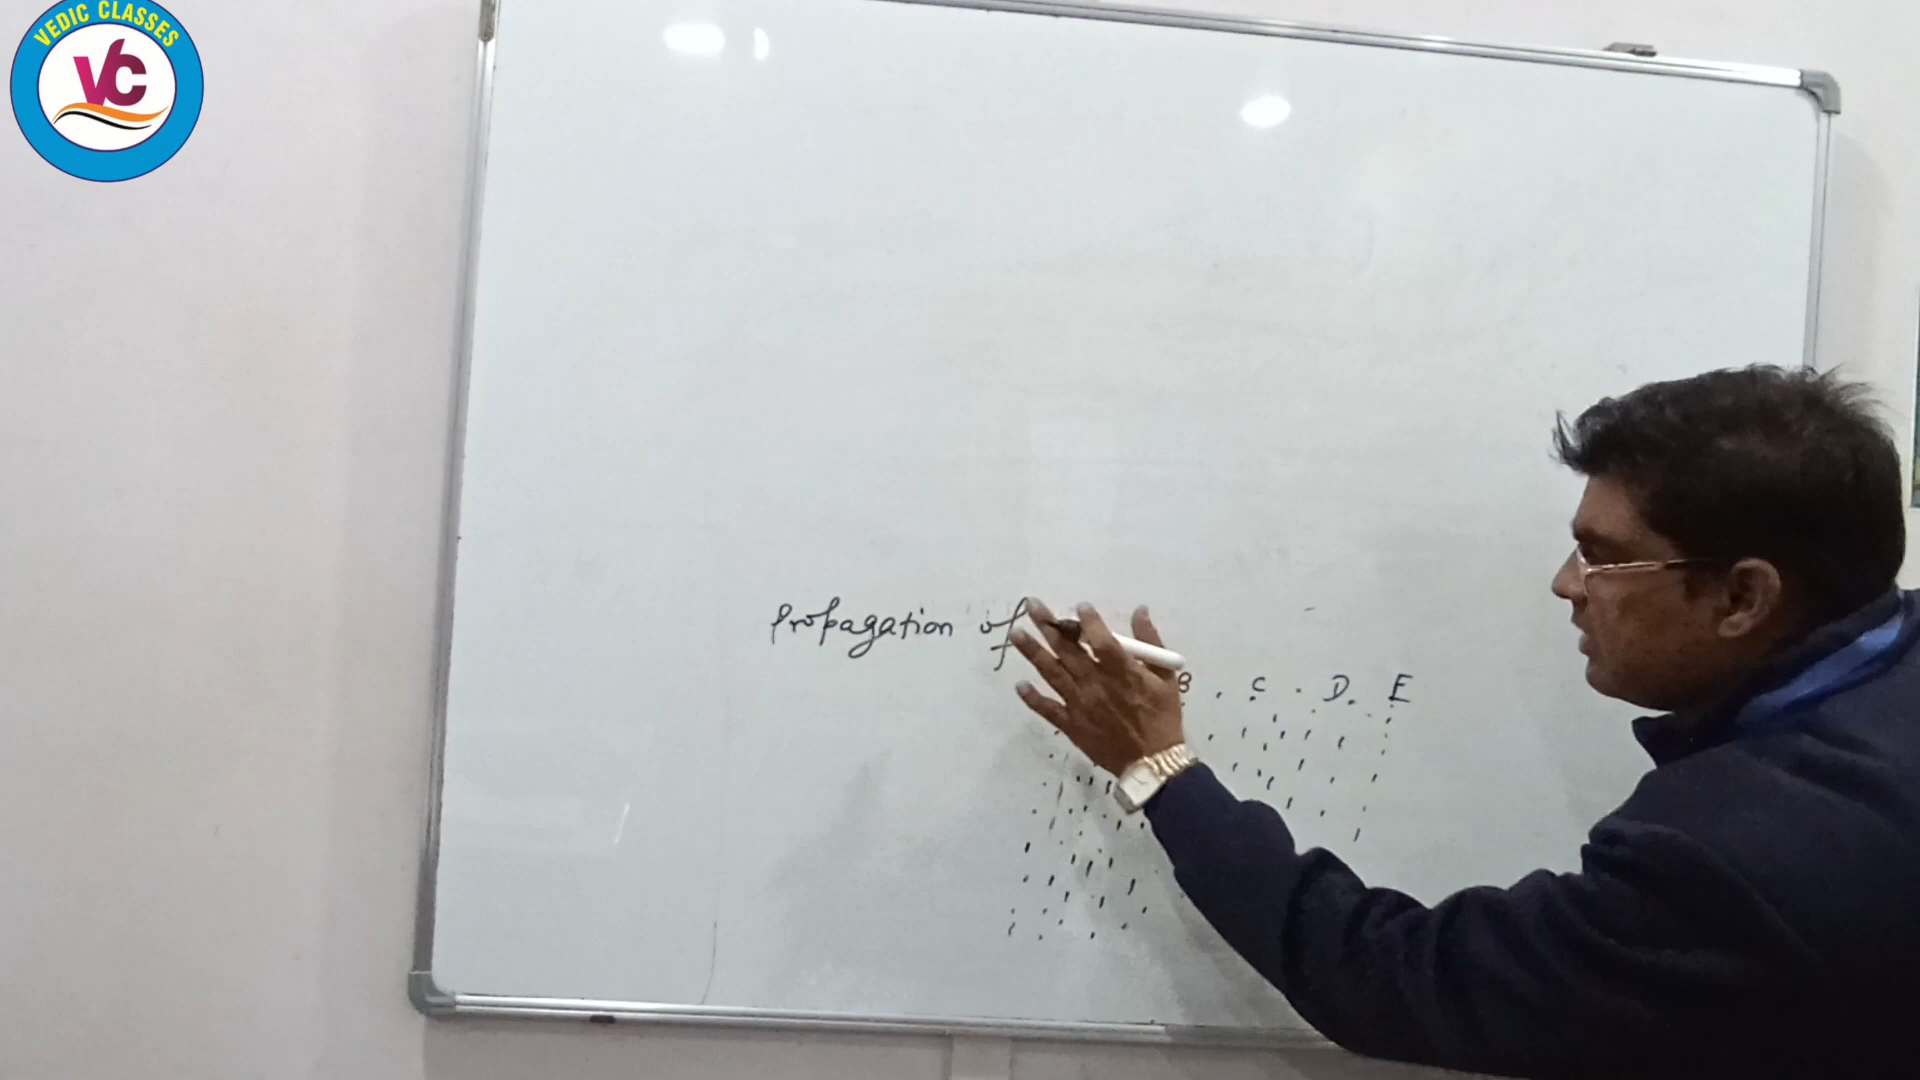 VEDIC CLASSES
VC
Propagation of
B . C . D . E